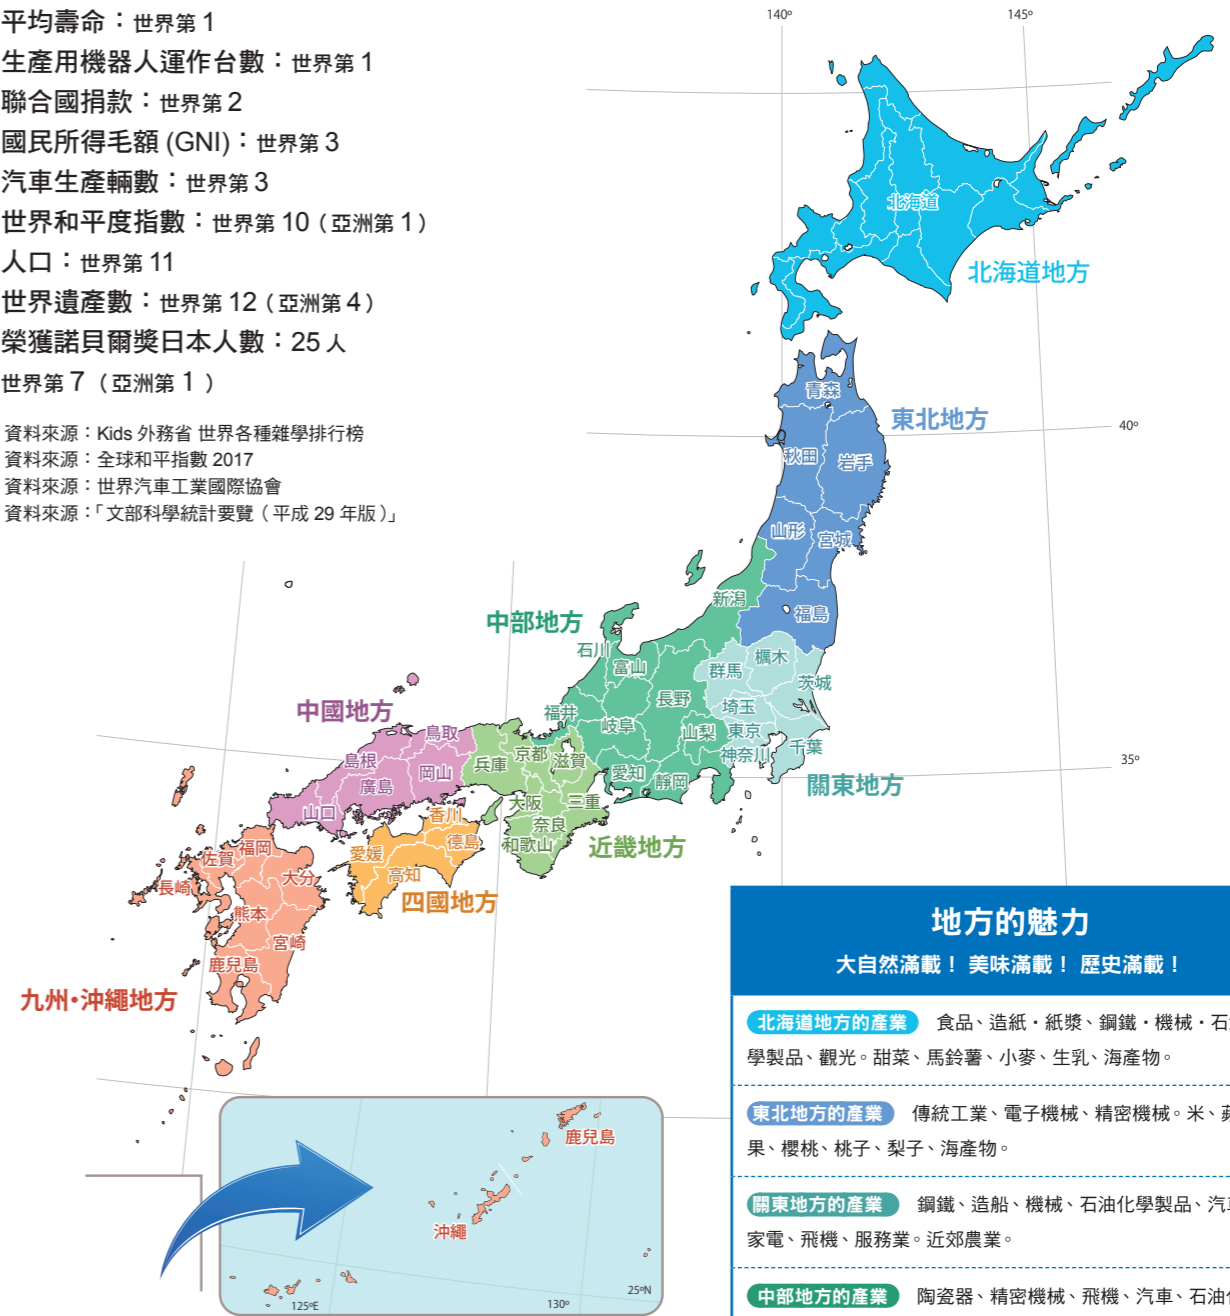 平均壽命：世界第 1
生產用機器人運作台數：世界第 1
聯合國捐款：世界第 2
國民所得毛額 (GNI)：世界第 3
汽車生產輛數：世界第 3
世界和平度指數：世界第 10（亞洲第 1）
人口：世界第 11
世界遺產數：世界第 12（亞洲第 4）
榮獲諾貝爾獎日本人數：25 人
世界第 7 （亞洲第 1 ）
資料來源：Kids 外務省 世界各種雜學排行榜
資料來源：全球和平指數 2017
資料來源：世界汽車工業國際協會
資料來源：「文部科學統計要覽（平成 29 年版）」
140º
145º
北海道
北海道地方
青森
東北地方
40º
秋田
岩手
山形
宮城
新潟
福島
中部地方
石川
富山
群馬
櫔木
茨城
中國地方
福井
長野
埼玉
鳥取
岐阜
山梨
東京
島根
岡山
兵庫
京都
滋賀
神奈川
千葉
35º
廣島
愛知
靜岡
關東地方
山口
香川
大阪
三重
奈良
德島
和歌山
近畿地方
愛媛
高知
四國地方
福岡
佐賀
長崎
大分
熊本
宮崎
鹿兒島
九州・沖繩地方
鹿兒島
沖繩
125ºE
130º
25ºN
地方的魅力
大自然滿載！ 美味滿載！ 歷史滿載！
北海道地方的產業 食品、造紙・紙漿、鋼鐵・機械・石
學製品、觀光。甜菜、馬鈴薯、小麥、生乳、海產物。
東北地方的產業 傳統工業、電子機械、精密機械。米、蘋
果、櫻桃、桃子、梨子、海產物。
關東地方的產業 鋼鐵、造船、機械、石油化學製品、汽車
家電、飛機、服務業。近郊農業。
中部地方的產業 陶瓷器、精密機械、飛機、汽車、石油